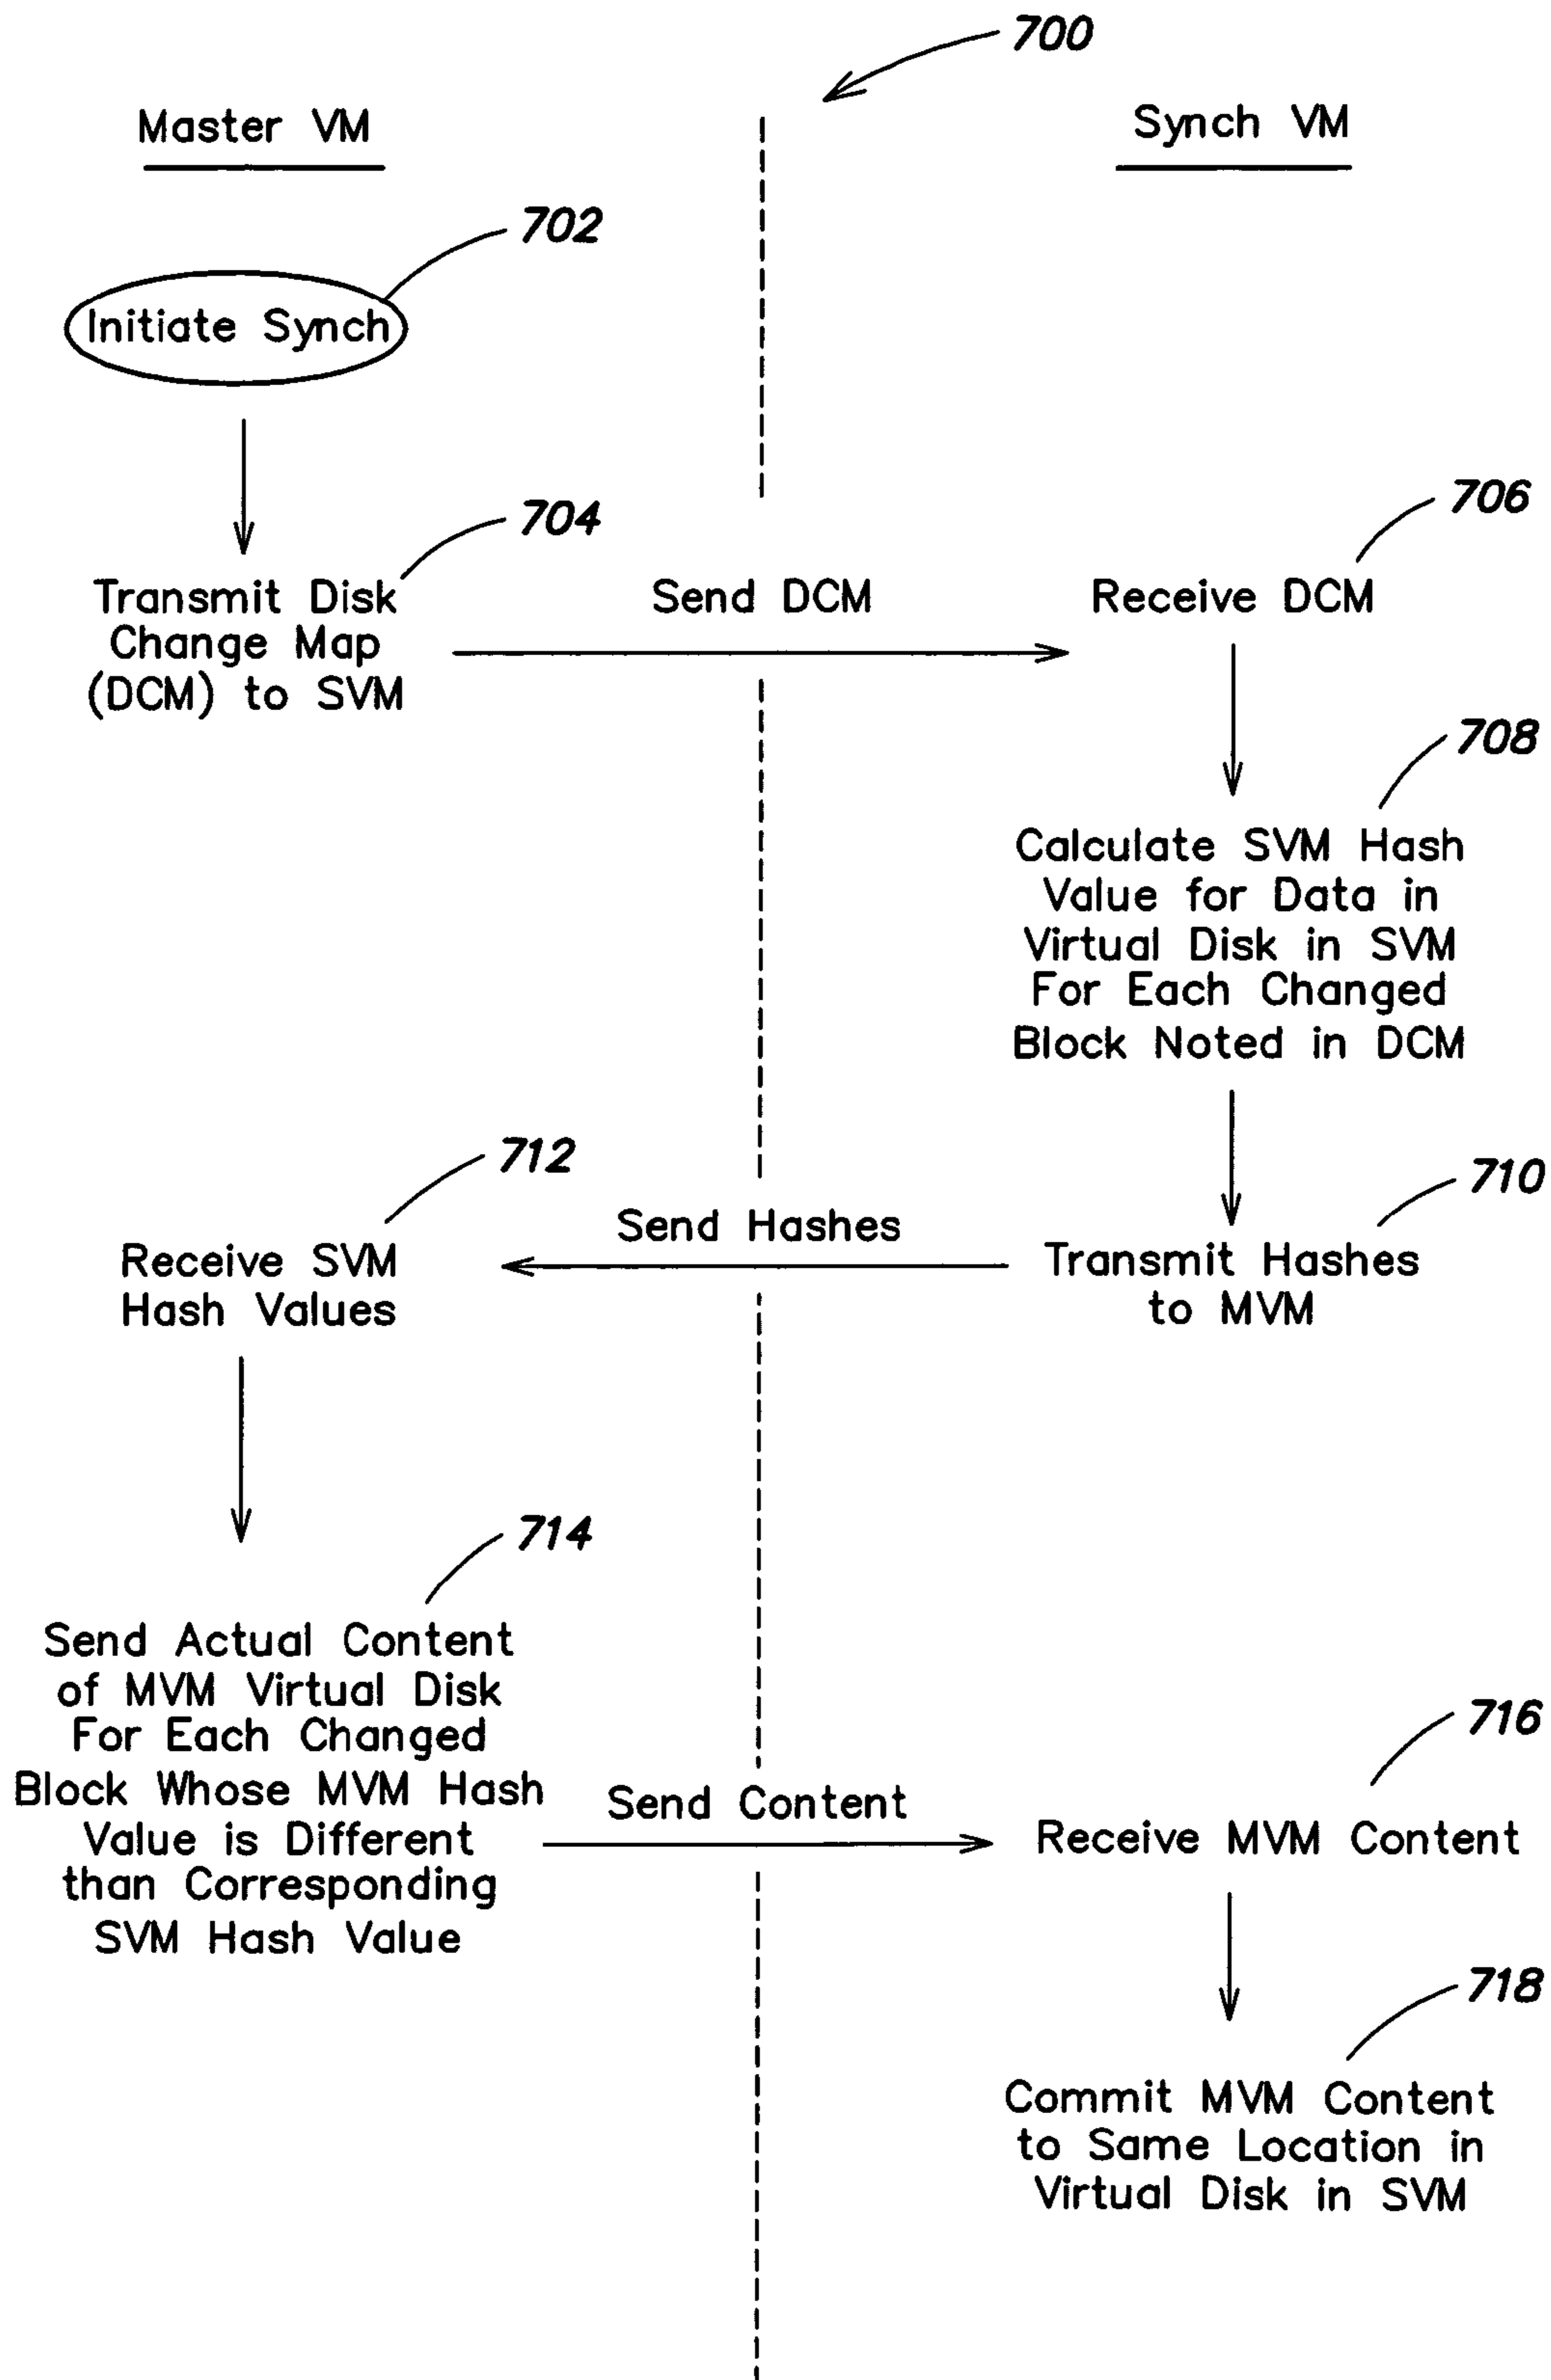 700
Master VM
Synch VM
702
Initiate Synch
704
Transmit Disk
Change Map
(DCM) to SVM
Send DCM
706
Receive DCM
708
Calculate SVM Hash
Value for Data in
Virtual Disk in SVM
For Each Changed
Block Noted in DCM
710
Transmit Hashes
to MVM
Send Hashes
712
Receive SVM
Hash Values
714
Send Actual Content
of MVM Virtual Disk
For Each Changed
Block Whose MVM Hash
Value is Different
than Corresponding
SVM Hash Value
Send Content
716
Receive MVM Content
718
Commit MVM Content
to Same Location in
Virtual Disk in SVM